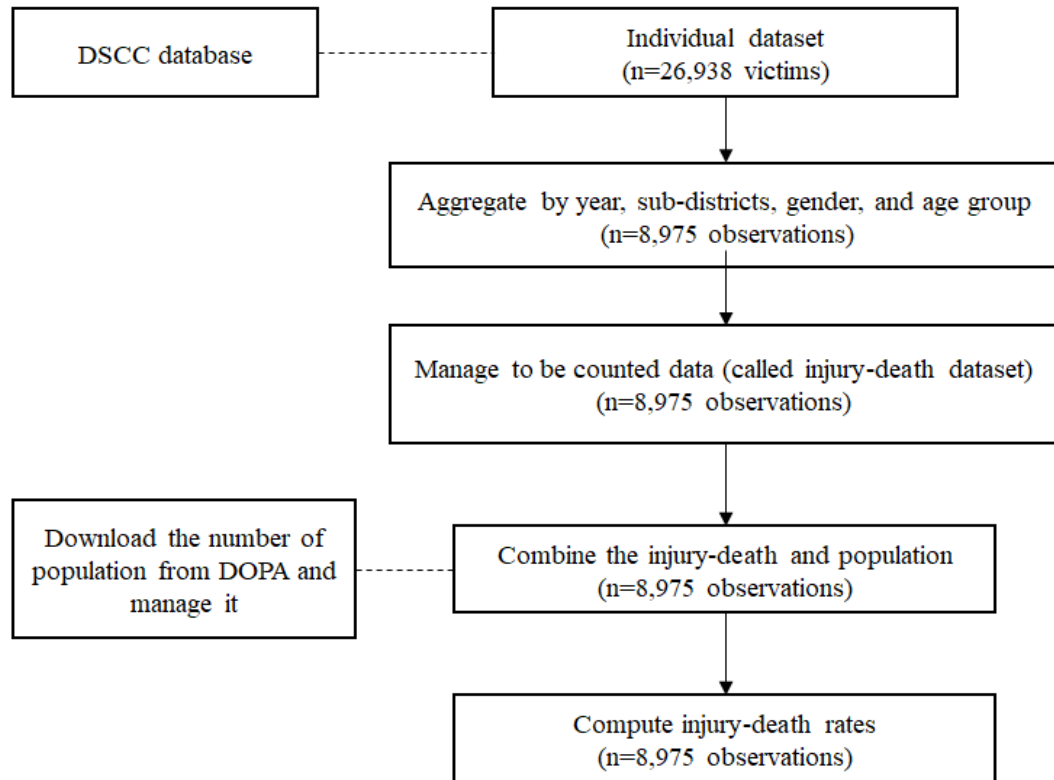 DSCC database
Individual dataset
(n=26,938 victims)
Aggregate by year, sub-districts, gender, and age group
(n=8,975 observations)
Manage to be counted data (called injury-death dataset)
(n=8,975 observations)
Download the number of
population from DOPA and
manage it
Combine the injury-death and population
(n=8,975 observations)
Compute injury-death rates
(n=8,975 observations)